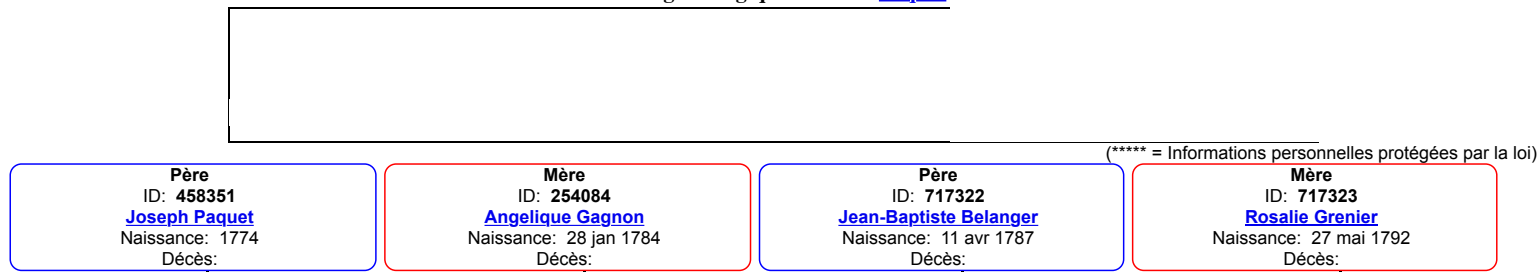 (***** = Informations personnelles protégées par la loi)
Père
ID: 458351
Joseph Paquet
Naissance: 1774
Décès:
Mère
ID: 254084
Angelique Gagnon
Naissance: 28 jan 1784
Décès:
Père
ID: 717322
Jean-Baptiste Belanger
Naissance: 11 avr 1787
Décès:
Mère
ID: 717323
Rosalie Grenier
Naissance: 27 mai 1792
Décès: